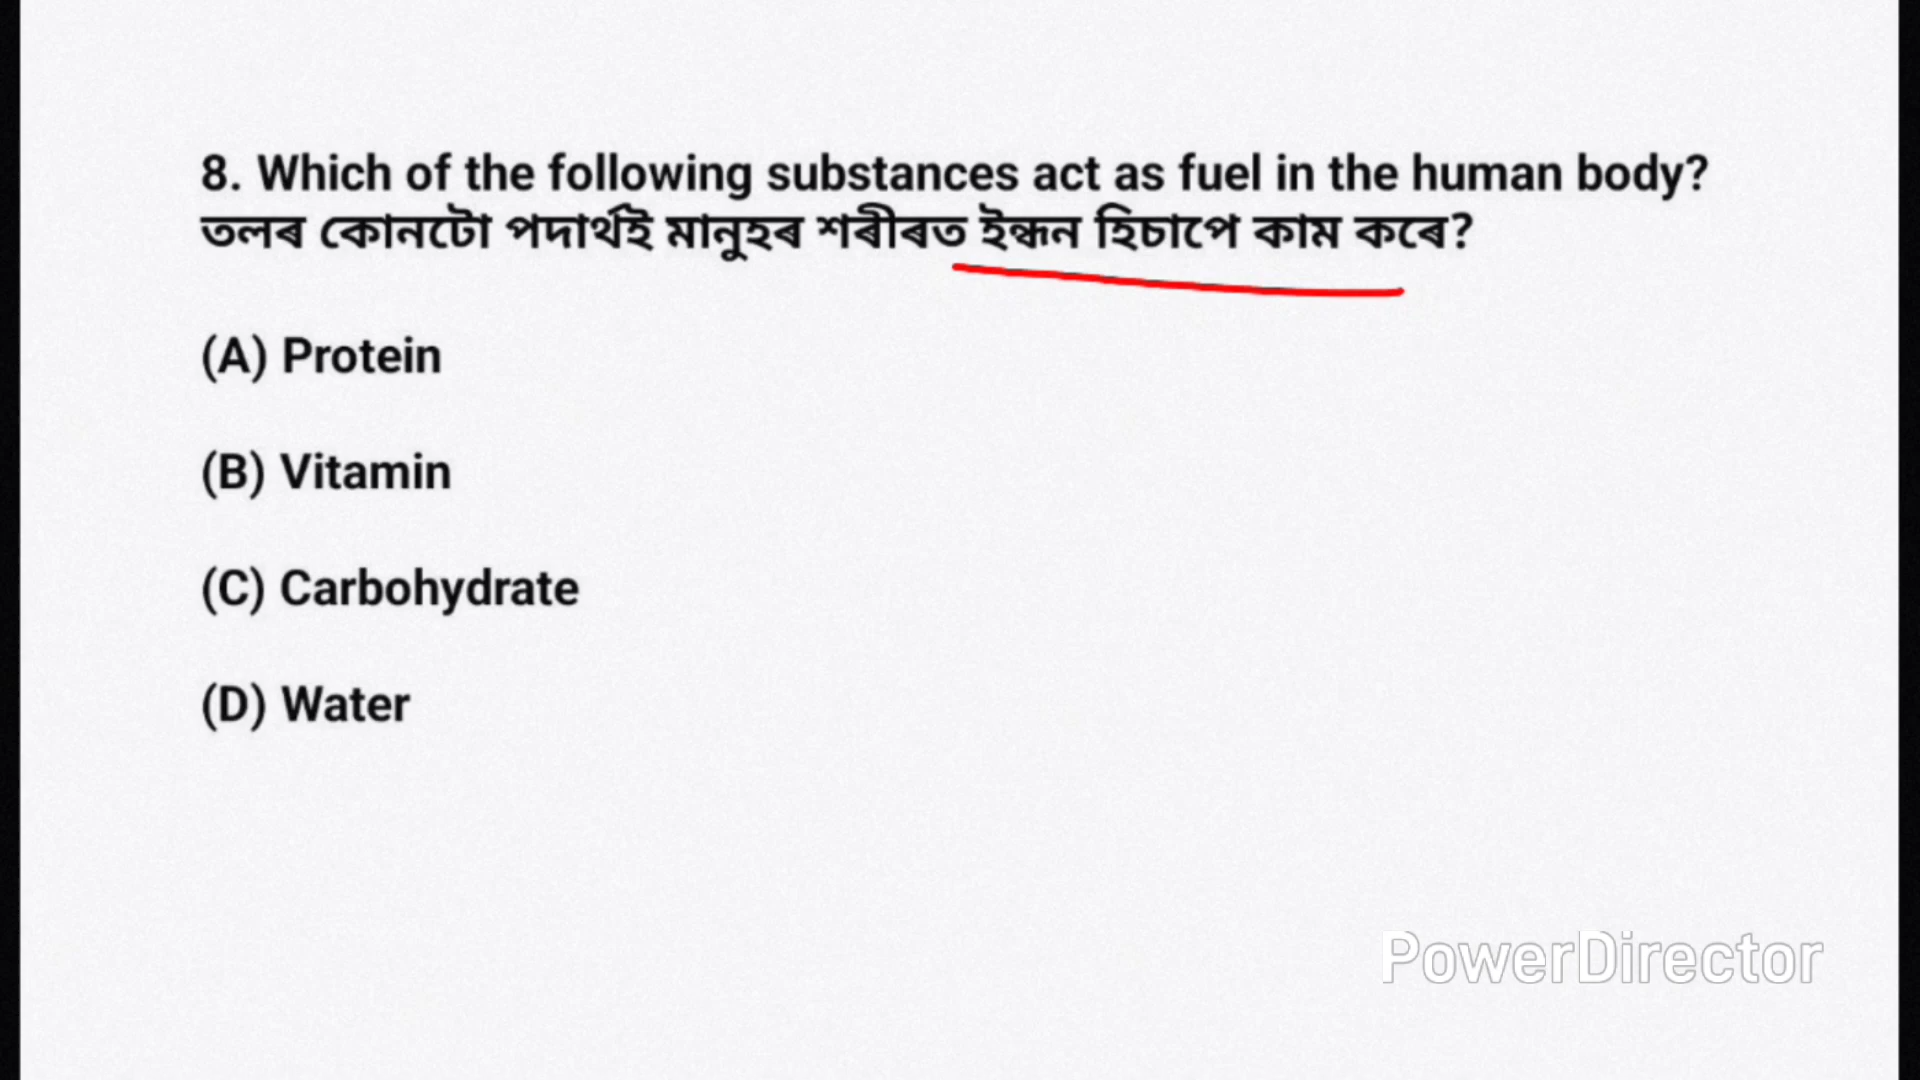 8. Which of the following substances act as fuel in the human body?
তলৰ কোনটো পদাৰ্থই মানুহৰ শৰীৰত ইন্ধন হিচাপে কাম কৰে?
(A) Protein
(B) Vitamin
(C) Carbohydrate
(D) Water
PowerDirector